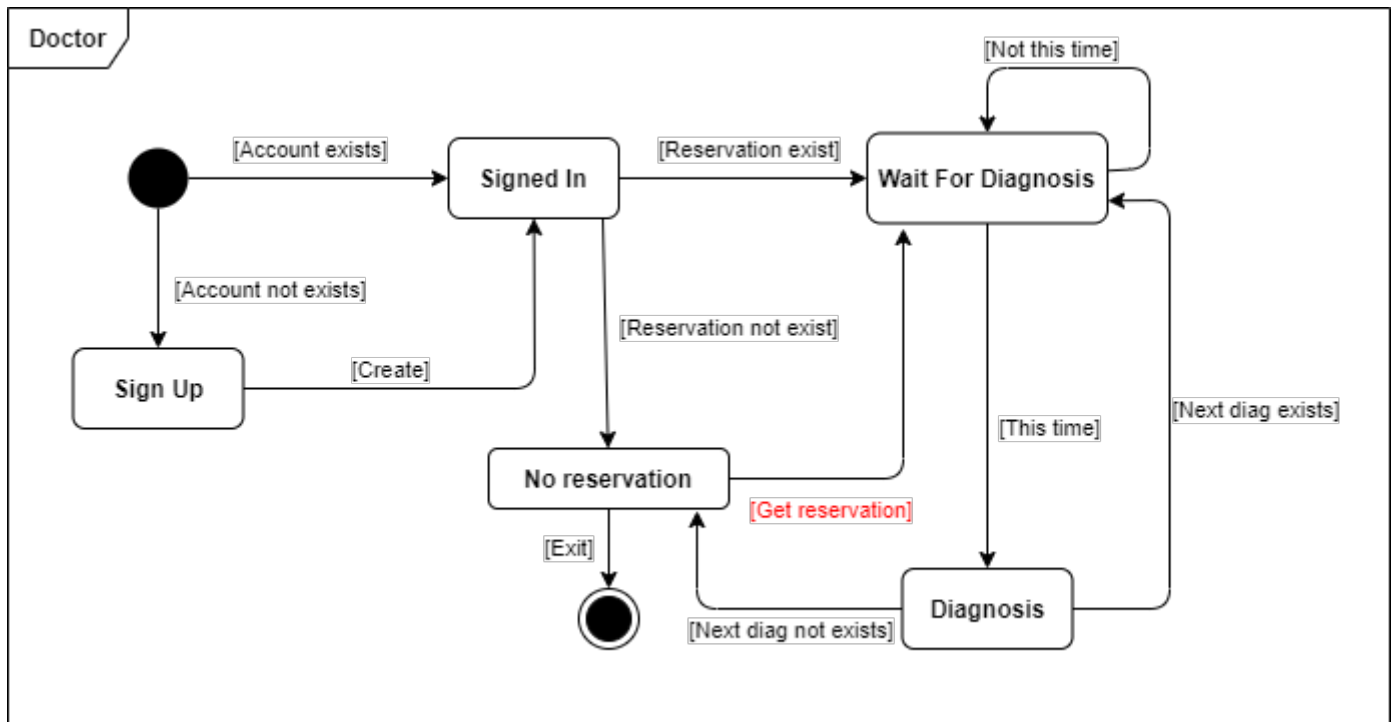 Doctor
[Not this time]
[Account exists]
[Reservation exist]
Signed In
Wait For Diagnosis
[Account not exists]
[Reservation not exist]
[Create]
Sign Up
[Next diag exists]
[This time]
No reservation
[Get reservation]
[Exit]
Diagnosis
[Next diag not exists]